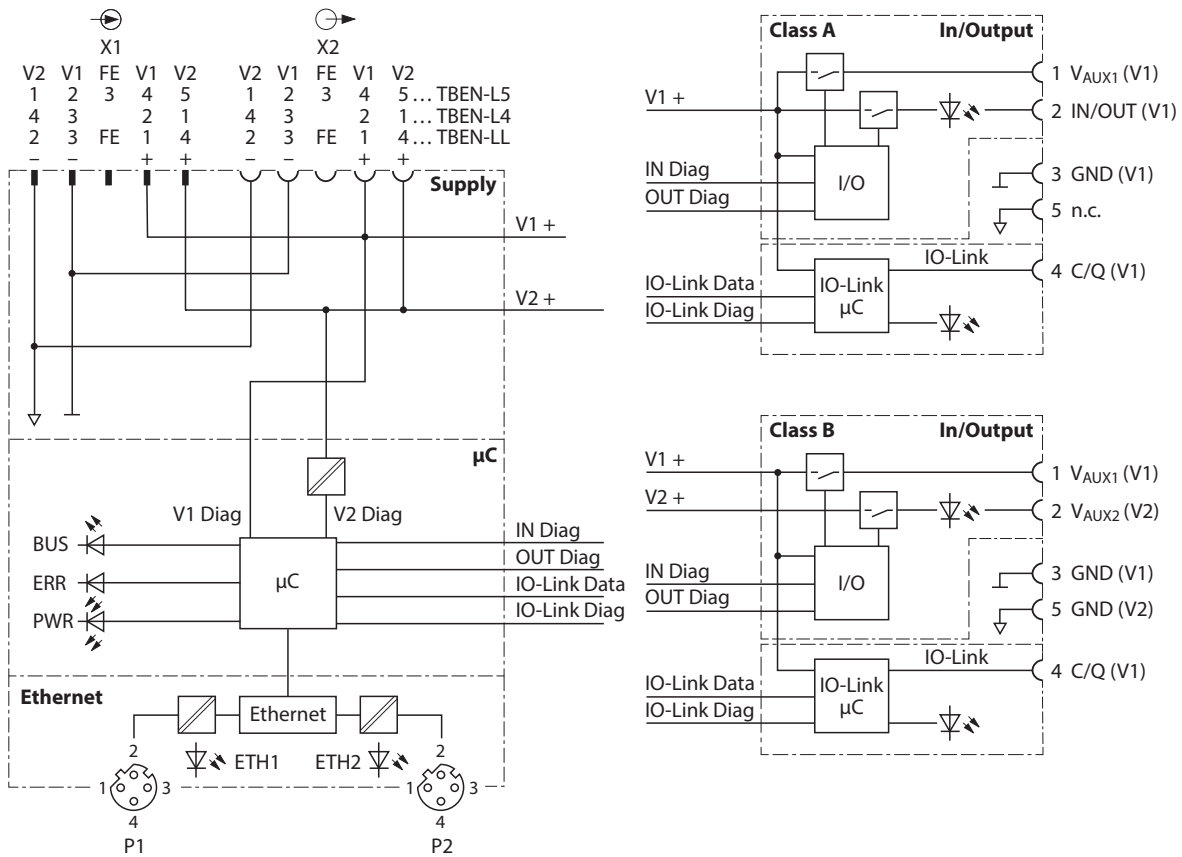 X1
X2
V2 V1 FE V1 V2 V2 V1 FE V1 V2
1 2 3 4 5 1 2 3 4 5 ... TBEN-L5
4 3 2 1 4 3 2 1 ... TBEN-L4
2 3 FE 1 4 2 3 FE 1 4 ... TBEN-LL
– – + + – – + +
Supply
V1 +
V2 +
µC
V1 Diag
V2 Diag
BUS
ERR
PWR
µC
IN Diag
OUT Diag
IO-Link Data
IO-Link Diag
Ethernet
Ethernet
ETH1
ETH2
2
1
3
4
P1
2
1
3
4
P2
Class A
In/Output
V1 +
1 VAUX1 (V1)
2 IN/OUT (V1)
IN Diag
OUT Diag
I/O
3 GND (V1)
5 n.c.
IO-Link
4 C/Q (V1)
IO-Link Data
IO-Link Diag
IO-Link
µC
Class B
In/Output
V1 +
1 VAUX1 (V1)
V2 +
2 VAUX2 (V2)
IN Diag
OUT Diag
I/O
3 GND (V1)
5 GND (V2)
IO-Link
4 C/Q (V1)
IO-Link Data
IO-Link Diag
IO-Link
µC